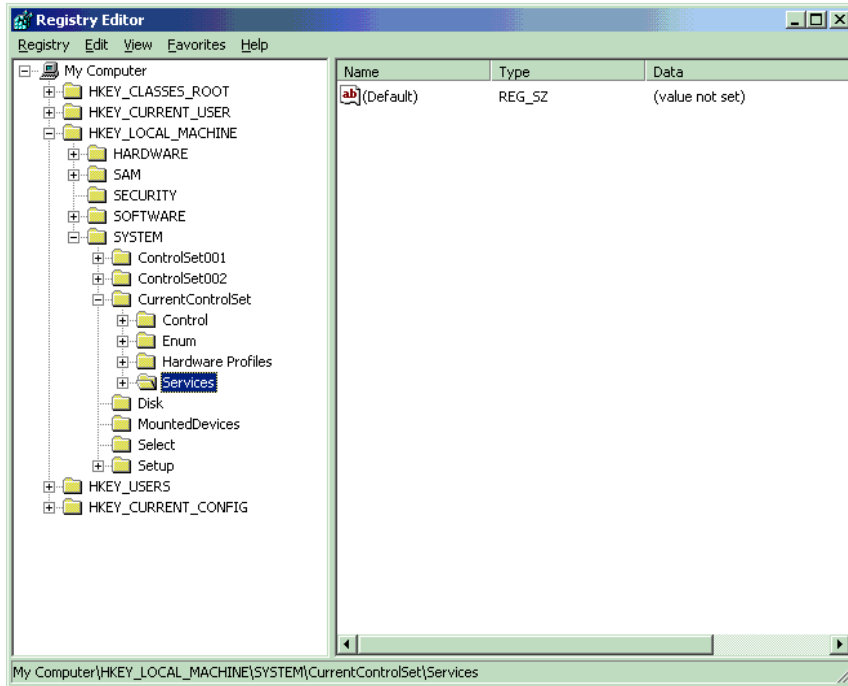 Registry Editor
Registry Edit View Favorites Help
My Computer
HKEY_CLASSES_ROOT
HKEY_CURRENT_USER
HKEY_LOCAL_MACHINE
HARDWARE
SAM
SECURITY
SOFTWARE
SYSTEM
ControlSet001
ControlSet002
CurrentControlSet
Control
Enum
Hardware Profiles
Services
Disk
MountedDevices
Select
Setup
HKEY_USERS
HKEY_CURRENT_CONFIG
Name Type Data
ab (Default) REG_SZ (value not set)
My Computer\HKEY_LOCAL_MACHINE\SYSTEM\CurrentControlSet\Services